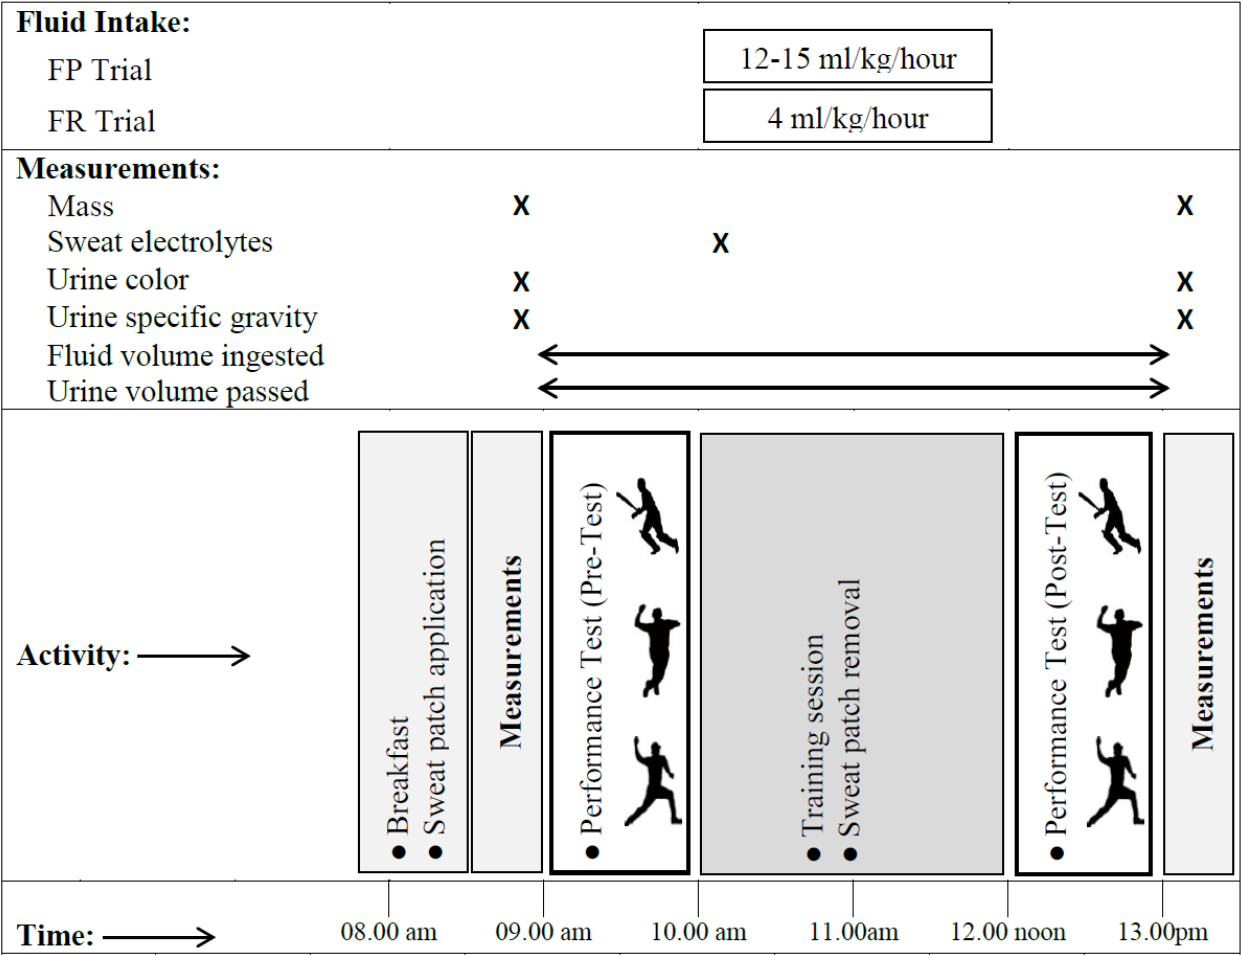 Fluid Intake:
FP Trial
12-15 ml/kg/hour
FR Trial
4 ml/kg/hour
Measurements:
Mass X X
Sweat electrolytes X
Urine color X X
Urine specific gravity X X
Fluid volume ingested
Urine volume passed
Activity:
● Breakfast
● Sweat patch application
Measurements
● Performance Test (Pre-Test)
● Training session
● Sweat patch removal
● Performance Test (Post-Test)
Measurements
Time:
08.00 am 09.00 am 10.00 am 11.00am 12.00 noon 13.00pm